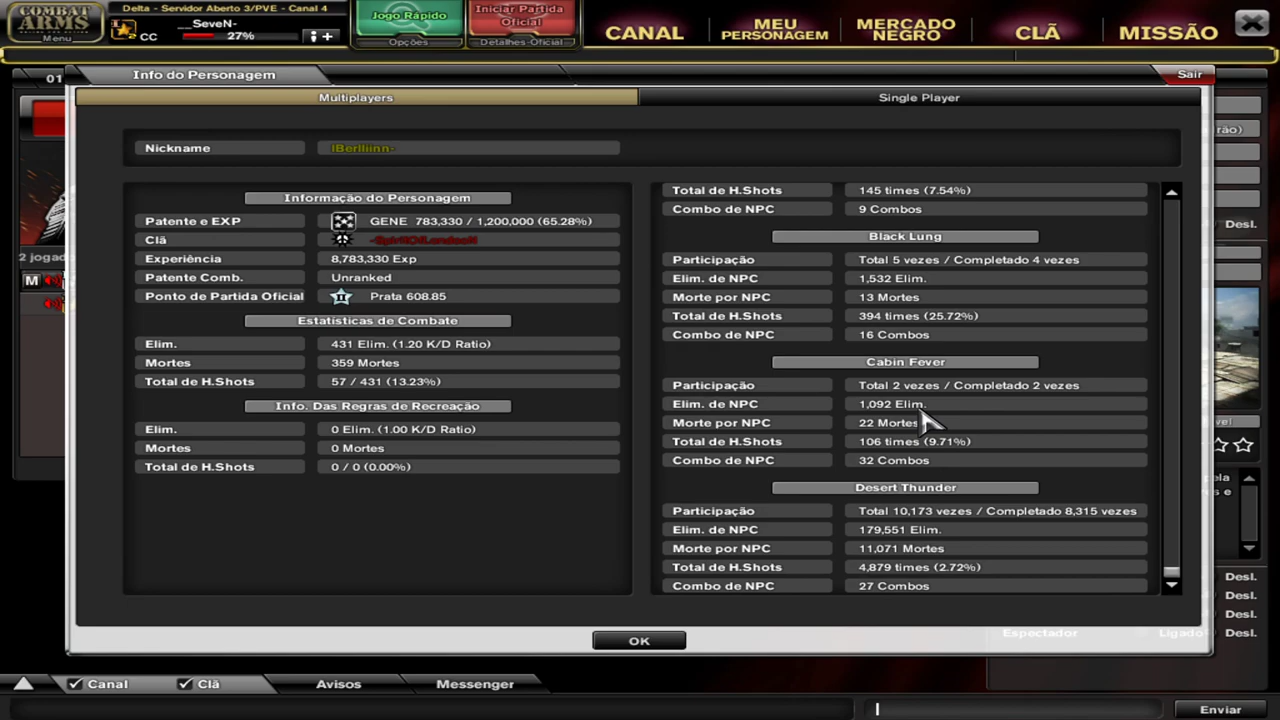 COMBAT ARMS
Menu
Delta - Servidor Aberto 3/PVE - Canal 4
CC
__SeveN-
27%
Jogo Rápido
Opções
Iniciar Partida Oficial
Detalhes Oficial
CANAL
MEU PERSONAGEM
MERCADO NEGRO
CLÃ
MISSÃO
01
Info do Personagem
Sair
Multiplayers
Single Player
Nickname
lBerlliinn-
Informação do Personagem
Patente e EXP
GENE 783,330 / 1,200,000 (65.28%)
Clã
Experiência
8,783,330 Exp
Patente Comb.
Unranked
Ponto de Partida Oficial
II Prata 608.85
Estatísticas de Combate
Elim.
431 Elim. (1.20 K/D Ratio)
Mortes
359 Mortes
Total de H.Shots
57 / 431 (13.23%)
Info. Das Regras de Recreação
Elim.
0 Elim. (1.00 K/D Ratio)
Mortes
0 Mortes
Total de H.Shots
0 / 0 (0.00%)
Total de H.Shots
145 times (7.54%)
Combo de NPC
9 Combos
Black Lung
Participação
Total 5 vezes / Completado 4 vezes
Elim. de NPC
1,532 Elim.
Morte por NPC
13 Mortes
Total de H.Shots
394 times (25.72%)
Combo de NPC
16 Combos
Cabin Fever
Participação
Total 2 vezes / Completado 2 vezes
Elim. de NPC
1,092 Elim.
Morte por NPC
22 Mortes
Total de H.Shots
106 times (9.71%)
Combo de NPC
32 Combos
Desert Thunder
Participação
Total 10,173 vezes / Completado 8,315 vezes
Elim. de NPC
179,551 Elim.
Morte por NPC
11,071 Mortes
Total de H.Shots
4,879 times (2.72%)
Combo de NPC
27 Combos
OK
2 jogad
M
rão)
Desl.
vel
ela
s e
Desl.
Desl.
Desl.
Espectador
Ligado
Desl.
Canal
Clã
Avisos
Messenger
Enviar